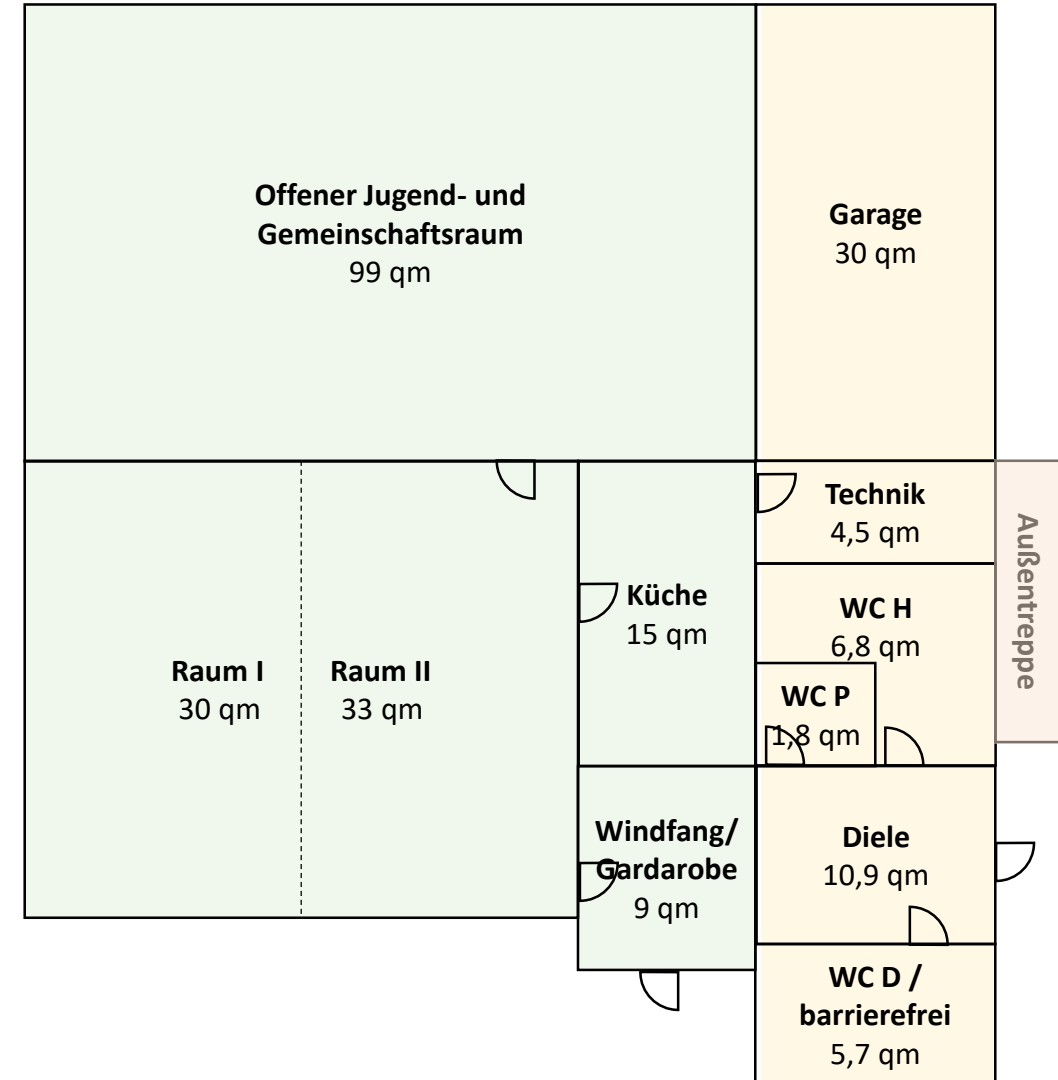 Offener Jugend- und
Gemeinschaftsraum
99 qm
Garage
30 qm
Technik
4,5 qm
Außentreppe
WC H
6,8 qm
Küche
15 qm
Raum I
30 qm
Raum II
33 qm
WC P
1,8 qm
Windfang/
Gardarobe
9 qm
Diele
10,9 qm
WC D /
barrierefrei
5,7 qm